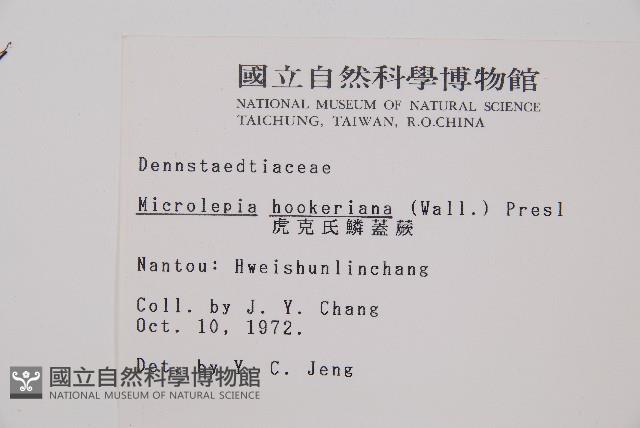 國立自然科學博物館
NATIONAL MUSEUM OF NATURAL SCIENCE
TAICHUNG, TAIWAN, R.O.CHINA
Dennstaedtiaceae
Microlepia hookeriana (Wall.) Presl
虎克氏鱗蓋蕨
Nantou: Hweishunlinchang
Coll. by J. Y. Chang
Oct. 10, 1972.
Det. by Y. C. Jeng
國立自然科學博物館
NATIONAL MUSEUM OF NATURAL SCIENCE